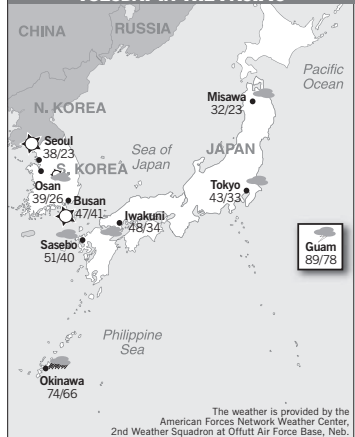 CHINA
RUSSIA
Pacific
Ocean
Misawa
32/23
N. KOREA
Seoul
38/23
Sea of
Japan
JAPAN
S. KOREA
Osan
39/26
Busan
47/41
Tokyo
43/33
Iwakuni
48/34
Sasebo
51/40
Guam
89/78
Philippine
Sea
Okinawa
74/66
The weather is provided by the
American Forces Network Weather Center,
2nd Weather Squadron at Offutt Air Force Base, Neb.